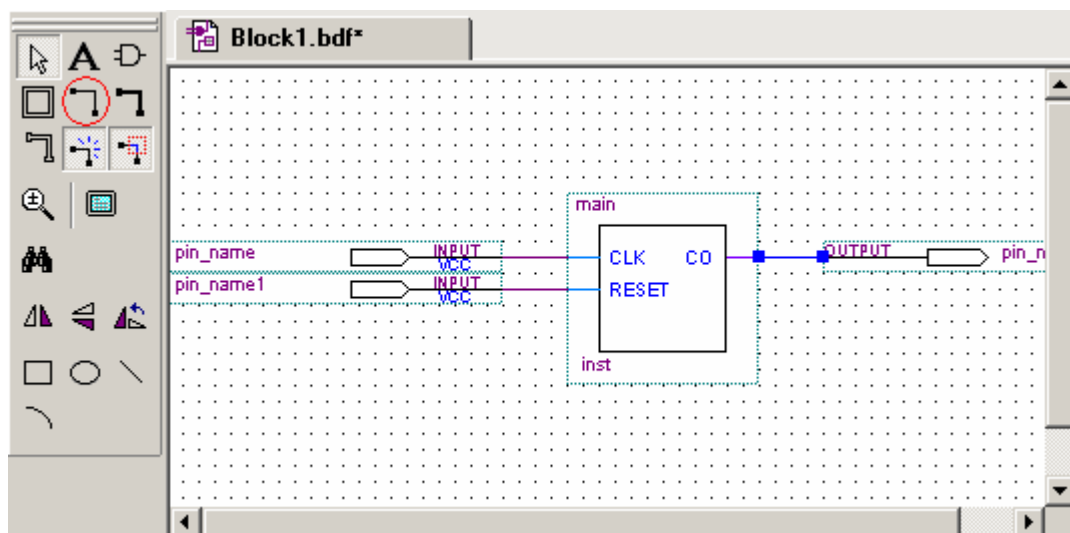 A
Block1.bdf*
main
pin_name INPUT
VCC
CLK CO
OUTPUT pin_n
pin_name1 INPUT
VCC
RESET
inst